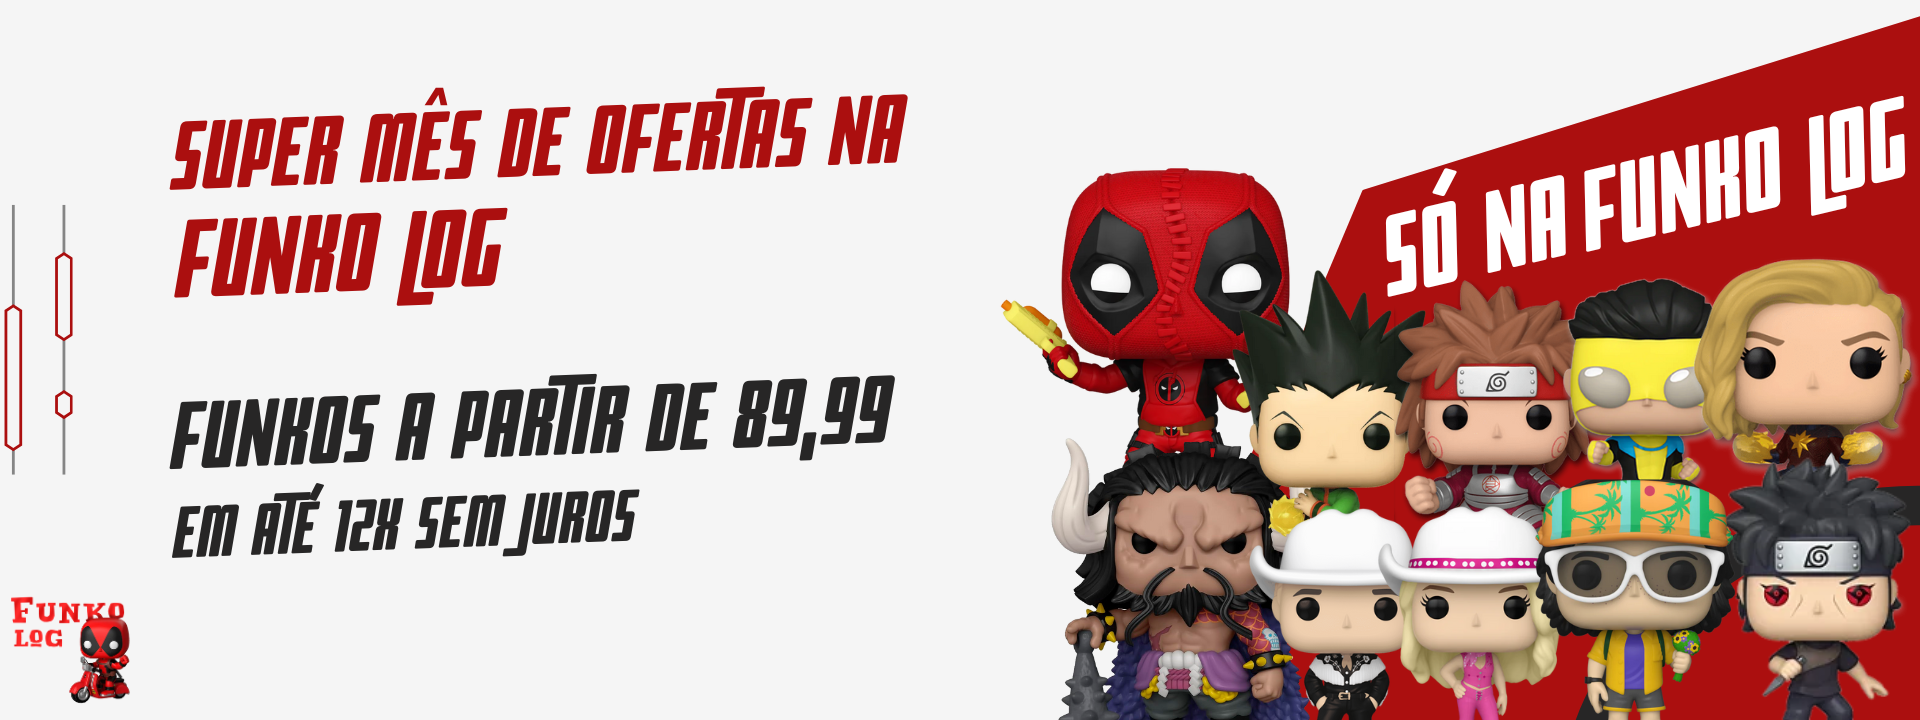 SUPER MÊS DE OFERTAS NA
FUNKO LOG
FUNKOS A PARTIR DE 89,99
EM ATÉ 12X SEM JUROS
SÓ NA FUNKO LOG
FUNKO
LOG